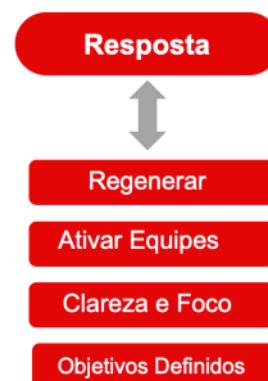 Resposta
Regenerar
Ativar Equipes
Clareza e Foco
Objetivos Definidos